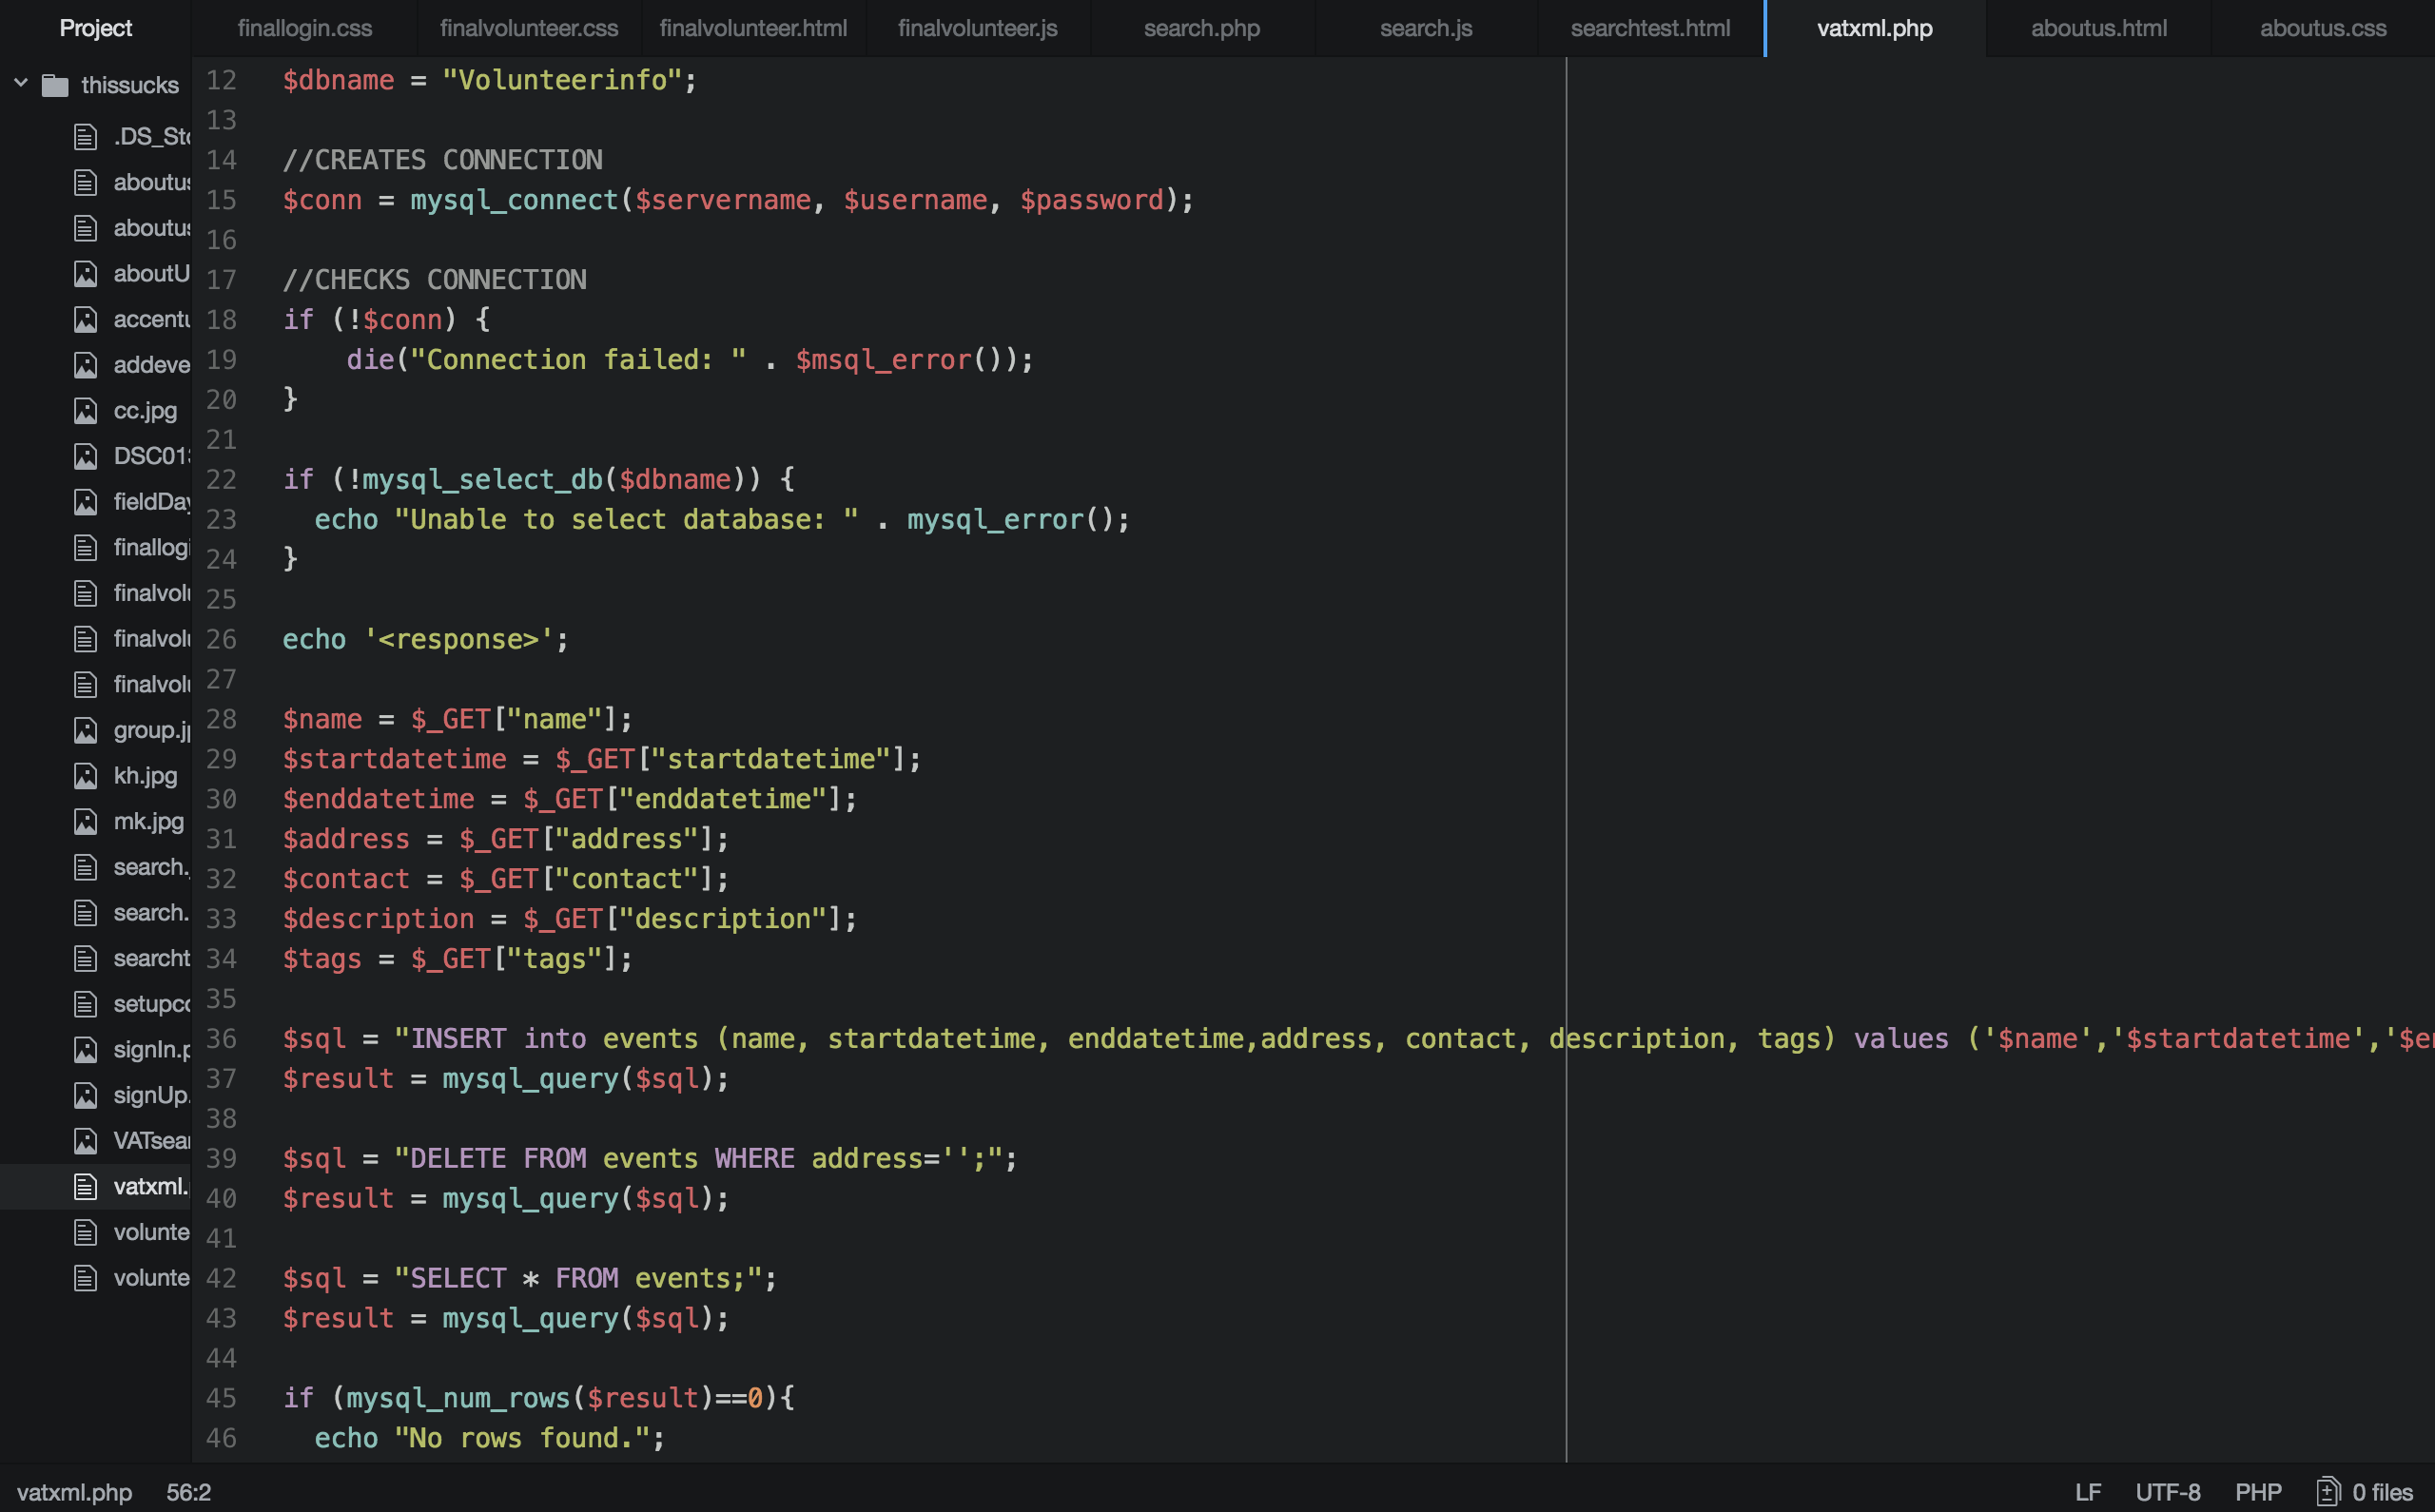 Project
finallogin.css
finalvolunteer.css
finalvolunteer.html
finalvolunteer.js
search.php
search.js
searchtest.html
vatxml.php
aboutus.html
aboutus.css
thissucks
.DS_Sto
aboutus
aboutus
aboutU
accentu
addeve
cc.jpg
DSC013
fieldDay
finallogi
finalvolu
finalvolu
finalvolu
group.jp
kh.jpg
mk.jpg
search.
search.
searcht
setupco
signIn.p
signUp.
VATsear
vatxml.
volunte
volunte
12 $dbname = "Volunteerinfo";
13
14 //CREATES CONNECTION
15 $conn = mysql_connect($servername, $username, $password);
16
17 //CHECKS CONNECTION
18 if (!$conn) {
19 die("Connection failed: " . $msql_error());
20 }
21
22 if (!mysql_select_db($dbname)) {
23 echo "Unable to select database: " . mysql_error();
24 }
25
26 echo '<response>';
27
28 $name = $_GET["name"];
29 $startdatetime = $_GET["startdatetime"];
30 $enddatetime = $_GET["enddatetime"];
31 $address = $_GET["address"];
32 $contact = $_GET["contact"];
33 $description = $_GET["description"];
34 $tags = $_GET["tags"];
35
36 $sql = "INSERT into events (name, startdatetime, enddatetime,address, contact, description, tags) values ('$name','$startdatetime','$en
37 $result = mysql_query($sql);
38
39 $sql = "DELETE FROM events WHERE address='';";
40 $result = mysql_query($sql);
41
42 $sql = "SELECT * FROM events;";
43 $result = mysql_query($sql);
44
45 if (mysql_num_rows($result)==0){
46 echo "No rows found.";
vatxml.php 56:2 LF UTF-8 PHP 0 files